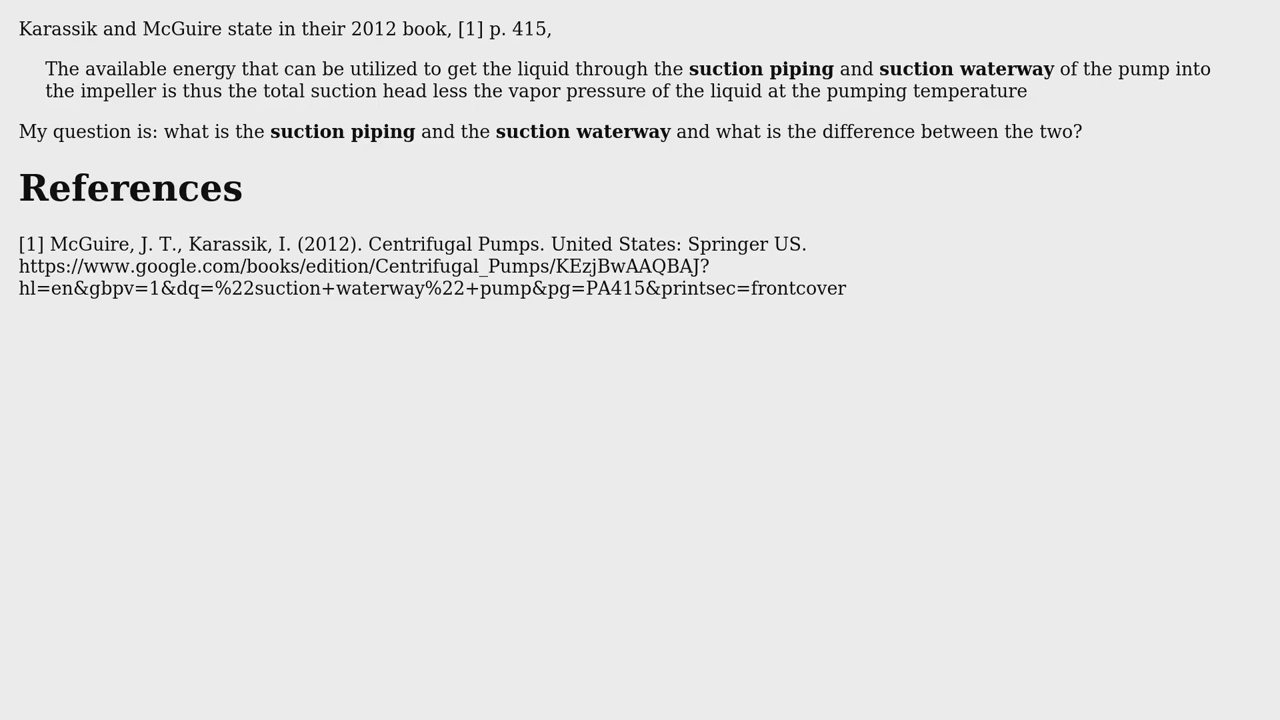 Karassik and McGuire state in their 2012 book, [1] p. 415,
The available energy that can be utilized to get the liquid through the suction piping and suction waterway of the pump into
the impeller is thus the total suction head less the vapor pressure of the liquid at the pumping temperature
My question is: what is the suction piping and the suction waterway and what is the difference between the two?
References
[1] McGuire, J. T., Karassik, I. (2012). Centrifugal Pumps. United States: Springer US.
https://www.google.com/books/edition/Centrifugal_Pumps/KEzjBwAAQBAJ?
hl=en&gbpv=1&dq=%22suction+waterway%22+pump&pg=PA415&printsec=frontcover